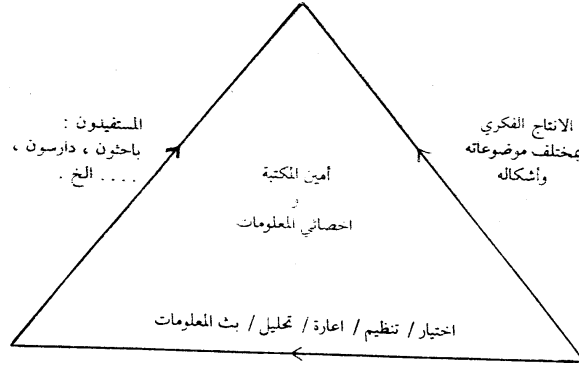 الانتاج الفكري
بمختلف موضوعاته
وأشكاله
المستفيدون :
باحثون ، دارسون ،
. . . . الخ .
أمين المكتبة
و
اخصائي المعلومات
اختيار / تنظيم / اعارة / تحليل / بث المعلومات